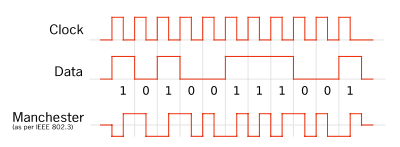 Clock
Data
1 0 1 0 0 1 1 1 0 0 1
Manchester
(as per IEEE 802.3)